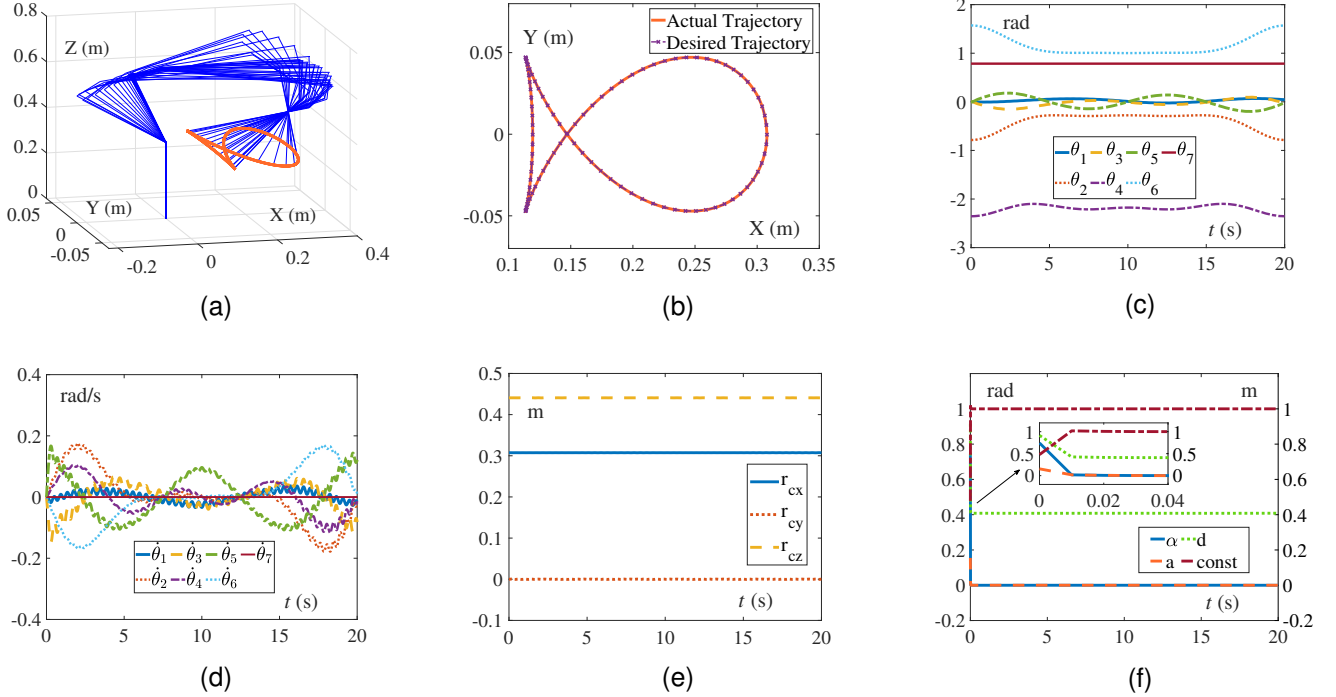 0.8
0.6
0.4
0.2
0
Z (m)
Y (m)
X (m)
0.05
0
-0.05
-0.2
0
0.2
0.4
(a)
Y (m)
Actual Trajectory
Desired Trajectory
0.05
0
-0.05
X (m)
0.1 0.15 0.2 0.25 0.3 0.35
(b)
2
1
0
-1
-2
-3
rad
θ1 θ3 θ5 θ7
θ2 θ4 θ6
t (s)
0 5 10 15 20
(c)
0.4
0.2
0
-0.2
-0.4
rad/s
θ̇1 θ̇3 θ̇5 θ̇7
θ̇2 θ̇4 θ̇6
t (s)
0 5 10 15 20
(d)
0.5
0.4
0.3
0.2
0.1
0
-0.1
m
rcx
rcy
rcz
t (s)
0 5 10 15 20
(e)
1.2
1
0.8
0.6
0.4
0.2
0
-0.2
rad
m
1
0.5
0
0 0.02 0.04
α d
a const
1
0.8
0.6
0.4
0.2
0
-0.2
t (s)
0 5 10 15 20
(f)